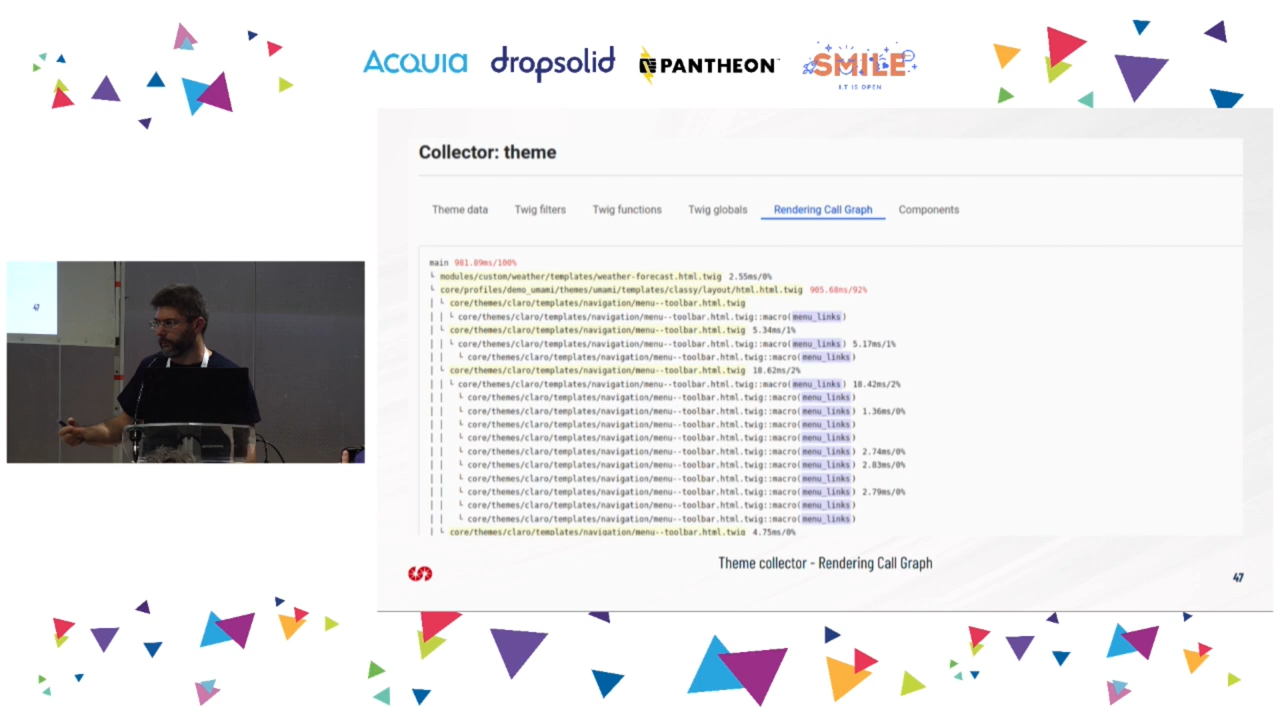 ACQUIA dropsolid PANTHEON SMILE
I.T IS OPEN
Collector: theme
Theme data Twig filters Twig functions Twig globals Rendering Call Graph Components
main 981.09ms/100%
└ modules/custom/weather/templates/weather-forecast.html.twig 2.55ms/0%
└ core/profiles/demo_umami/themes/umami/templates/classy/layout/html.html.twig 905.68ms/92%
│ └ core/themes/claro/templates/navigation/menu--toolbar.html.twig
│ │ └ core/themes/claro/templates/navigation/menu--toolbar.html.twig::macro(menu_links)
└ core/themes/claro/templates/navigation/menu--toolbar.html.twig 5.34ms/1%
│ │ └ core/themes/claro/templates/navigation/menu--toolbar.html.twig::macro(menu_links) 5.17ms/1%
│ │ └ core/themes/claro/templates/navigation/menu--toolbar.html.twig::macro(menu_links)
│ └ core/themes/claro/templates/navigation/menu--toolbar.html.twig 18.62ms/2%
│ │ └ core/themes/claro/templates/navigation/menu--toolbar.html.twig::macro(menu_links) 18.42ms/2%
│ │ └ core/themes/claro/templates/navigation/menu--toolbar.html.twig::macro(menu_links)
│ │ └ core/themes/claro/templates/navigation/menu--toolbar.html.twig::macro(menu_links) 1.36ms/0%
│ │ └ core/themes/claro/templates/navigation/menu--toolbar.html.twig::macro(menu_links)
│ │ └ core/themes/claro/templates/navigation/menu--toolbar.html.twig::macro(menu_links)
│ │ └ core/themes/claro/templates/navigation/menu--toolbar.html.twig::macro(menu_links) 2.74ms/0%
│ │ └ core/themes/claro/templates/navigation/menu--toolbar.html.twig::macro(menu_links) 2.83ms/0%
│ │ └ core/themes/claro/templates/navigation/menu--toolbar.html.twig::macro(menu_links)
│ │ └ core/themes/claro/templates/navigation/menu--toolbar.html.twig::macro(menu_links) 2.79ms/0%
│ │ └ core/themes/claro/templates/navigation/menu--toolbar.html.twig::macro(menu_links)
│ │ └ core/themes/claro/templates/navigation/menu--toolbar.html.twig::macro(menu_links)
│ └ core/themes/claro/templates/navigation/menu--toolbar.html.twig 4.75ms/0%
Theme collector - Rendering Call Graph
47
47